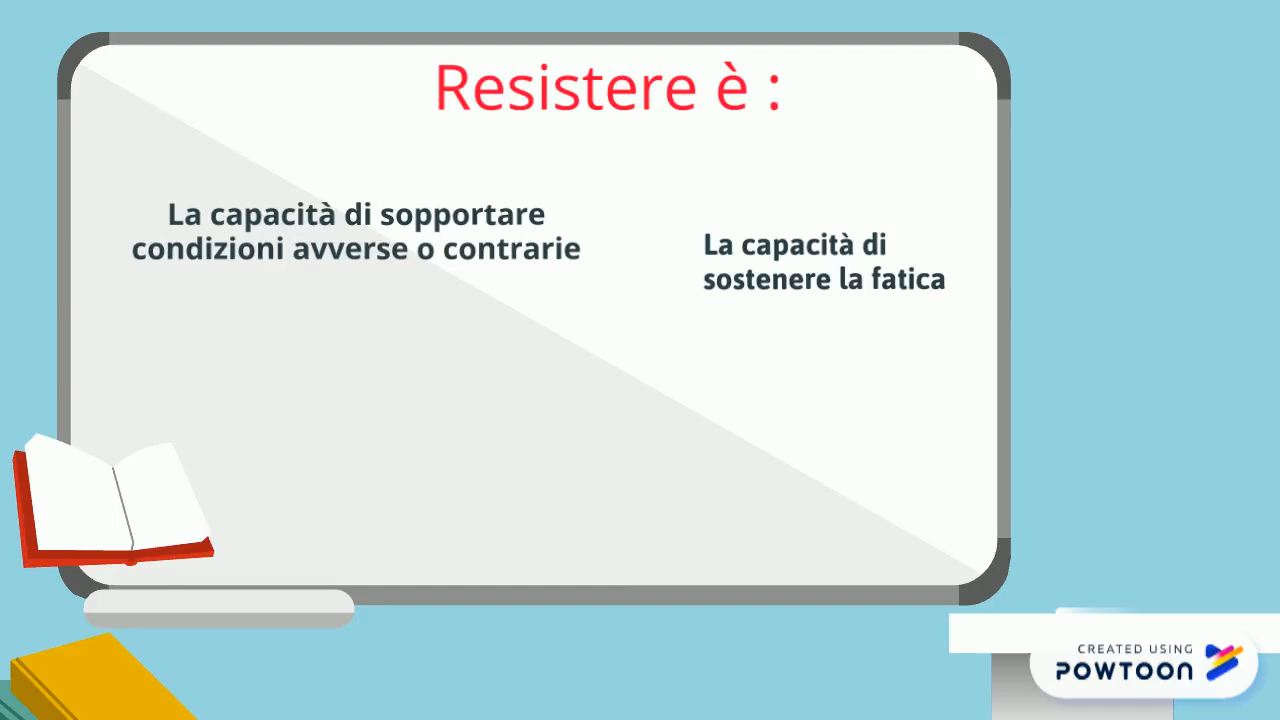 Resistere è :
La capacità di sopportare
condizioni avverse o contrarie
La capacità di
sostenere la fatica
CREATED USING
POWTOON